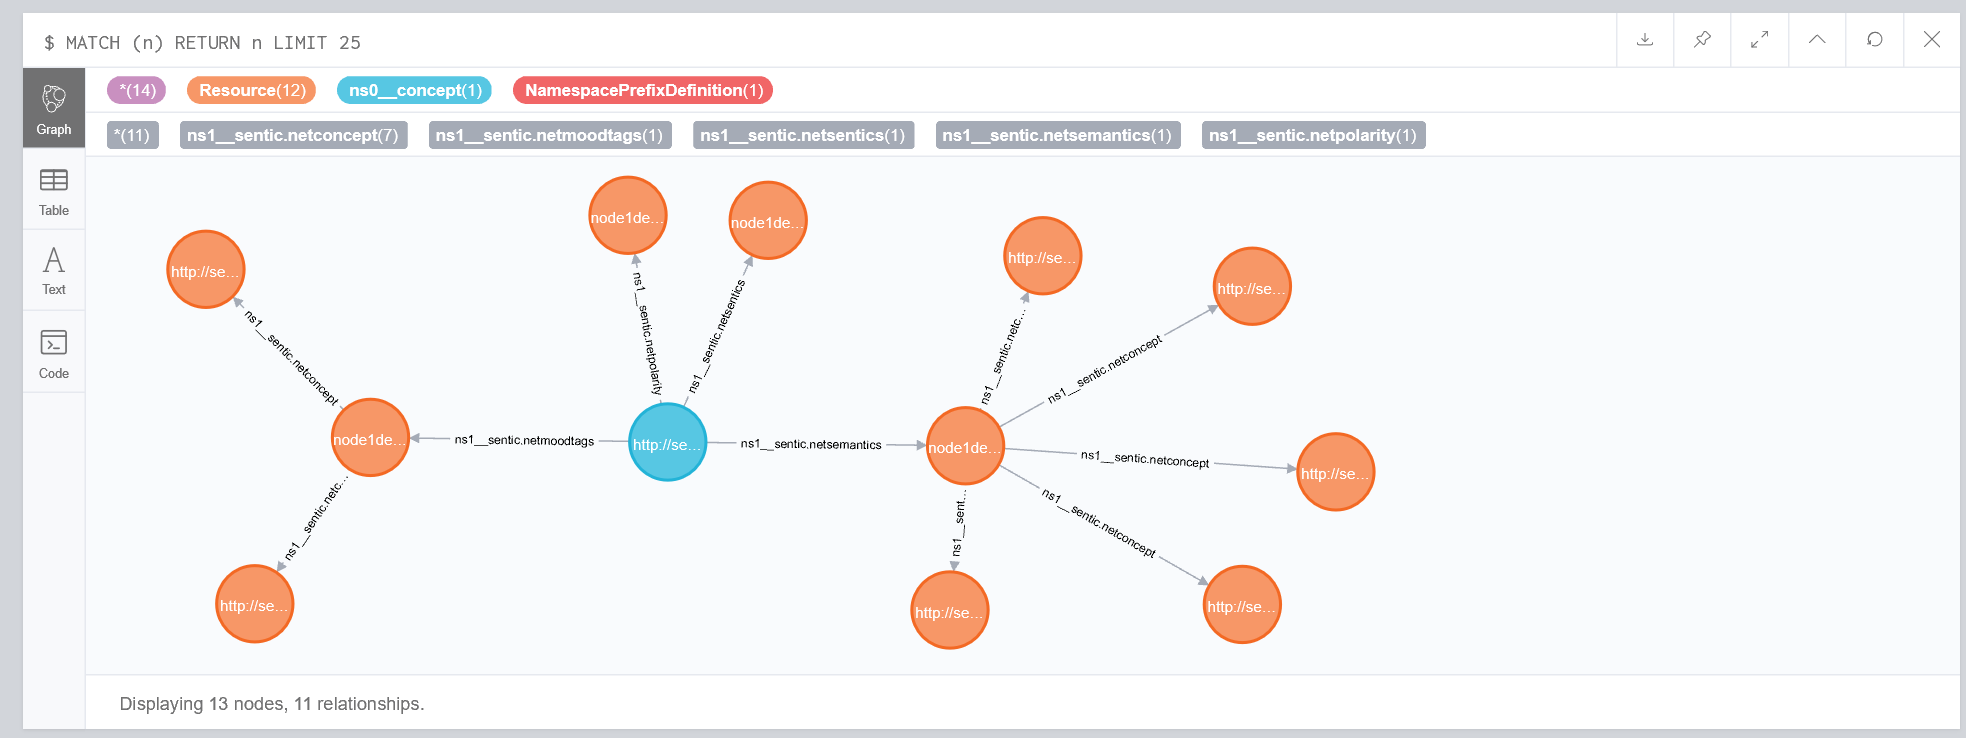 $ MATCH (n) RETURN n LIMIT 25
*(14) Resource(12) ns0__concept(1) NamespacePrefixDefinition(1)
*(11) ns1__sentic.netconcept(7) ns1__sentic.netmoodtags(1) ns1__sentic.netsentics(1) ns1__sentic.netsemantics(1) ns1__sentic.netpolarity(1)
Graph
Table
Text
Code
node1de...
node1de...
http://se...
http://se...
http://se...
ns1__sentic.netconcept
ns1__sentic.netpolarity
ns1__sentic.netsentics
ns1__sentic.netc...
ns1__sentic.netconcept
node1de...
ns1__sentic.netmoodtags
http://se...
ns1__sentic.netsemantics
node1de...
ns1__sentic.netconcept
http://se...
ns1__sentic.netc...
ns1__sent...
ns1__sentic.netconcept
http://se...
http://se...
http://se...
Displaying 13 nodes, 11 relationships.